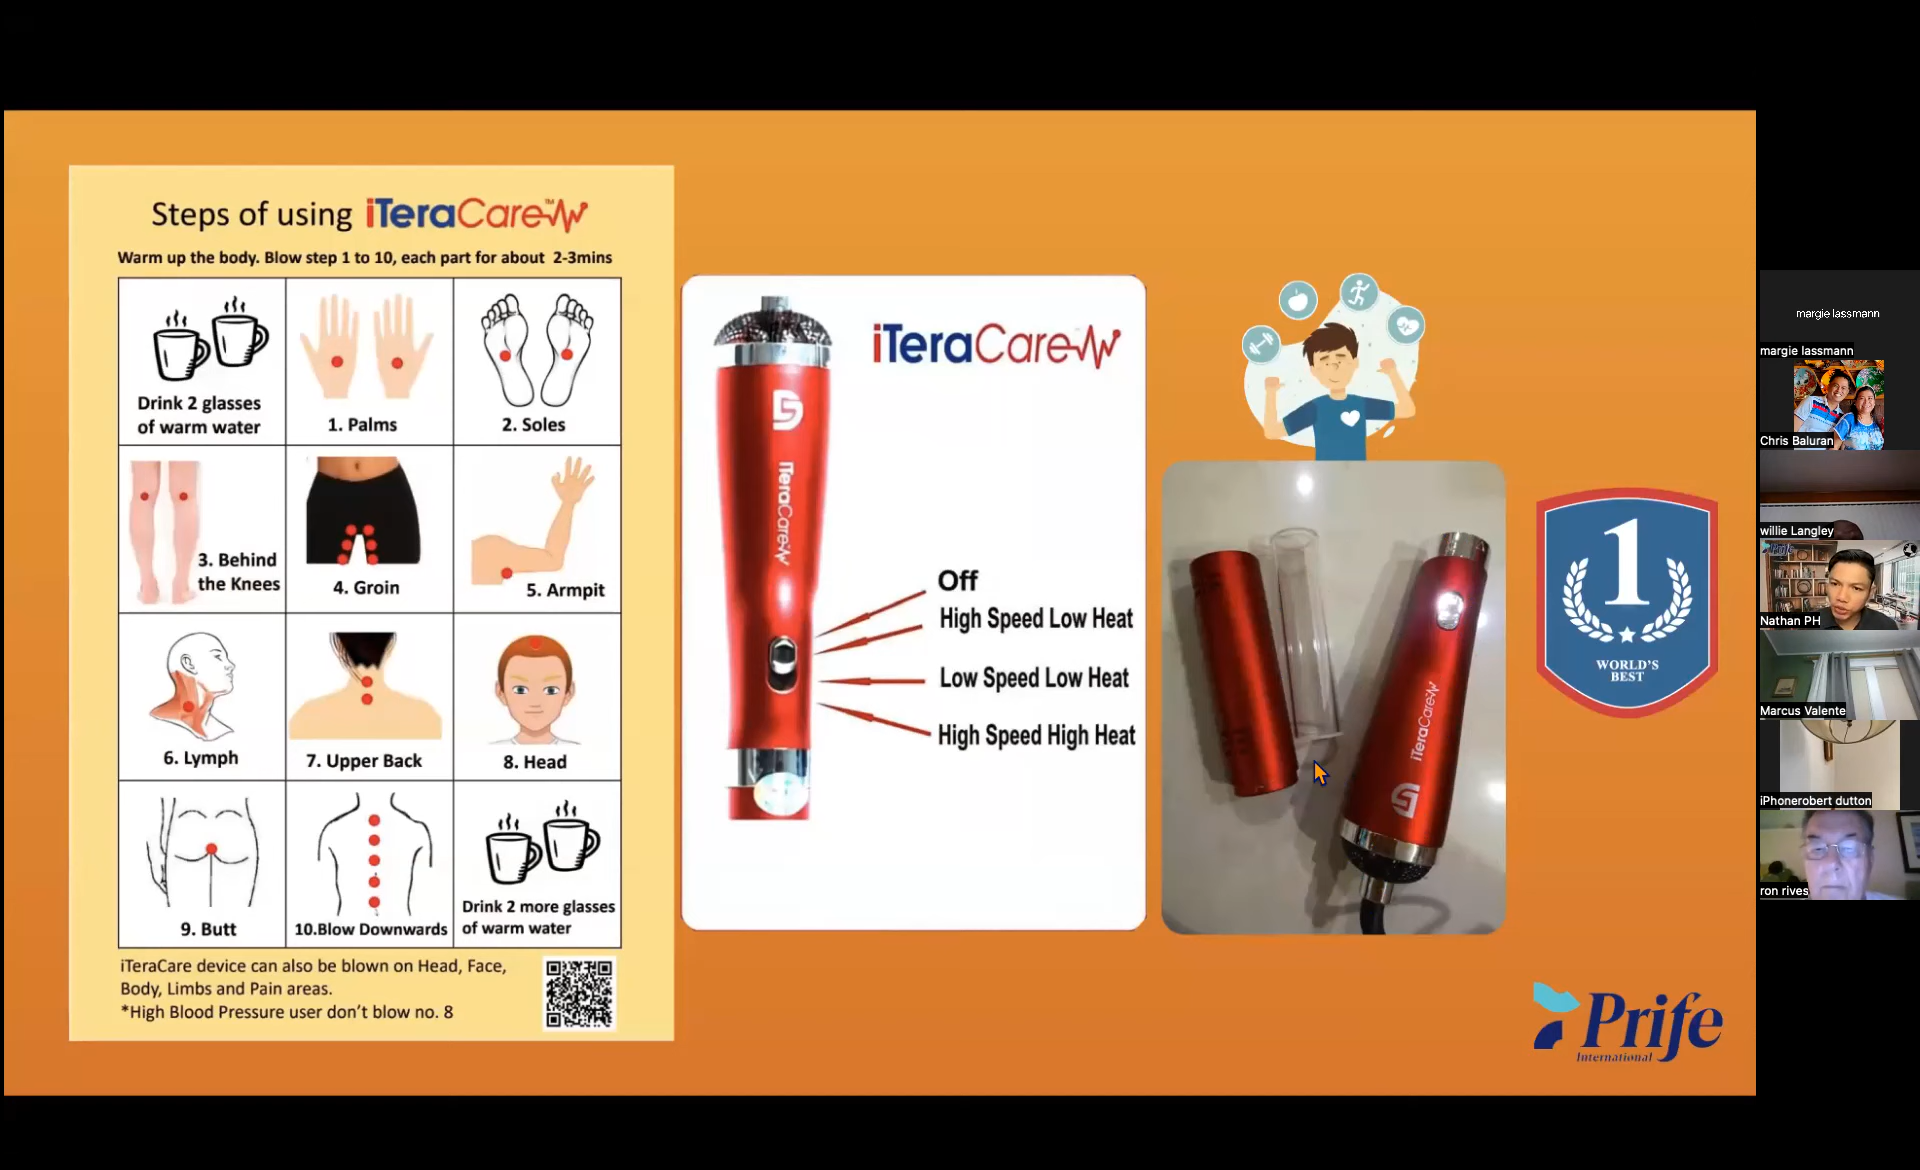 Steps of using iTeraCare™
Warm up the body. Blow step 1 to 10, each part for about 2-3mins
Drink 2 glasses
of warm water
1. Palms
2. Soles
3. Behind
the Knees
4. Groin
5. Armpit
6. Lymph
7. Upper Back
8. Head
9. Butt
10.Blow Downwards
Drink 2 more glasses
of warm water
iTeraCare device can also be blown on Head, Face,
Body, Limbs and Pain areas.
*High Blood Pressure user don't blow no. 8
iTeraCare
iTeraCare
Off
High Speed Low Heat
Low Speed Low Heat
High Speed High Heat
iTeraCare
1
WORLD'S
BEST
Prife
International
margie lassmann
margie lassmann
Chris Baluran
willie Langley
Nathan PH
Marcus Valente
iPhonerobert dutton
ron rives